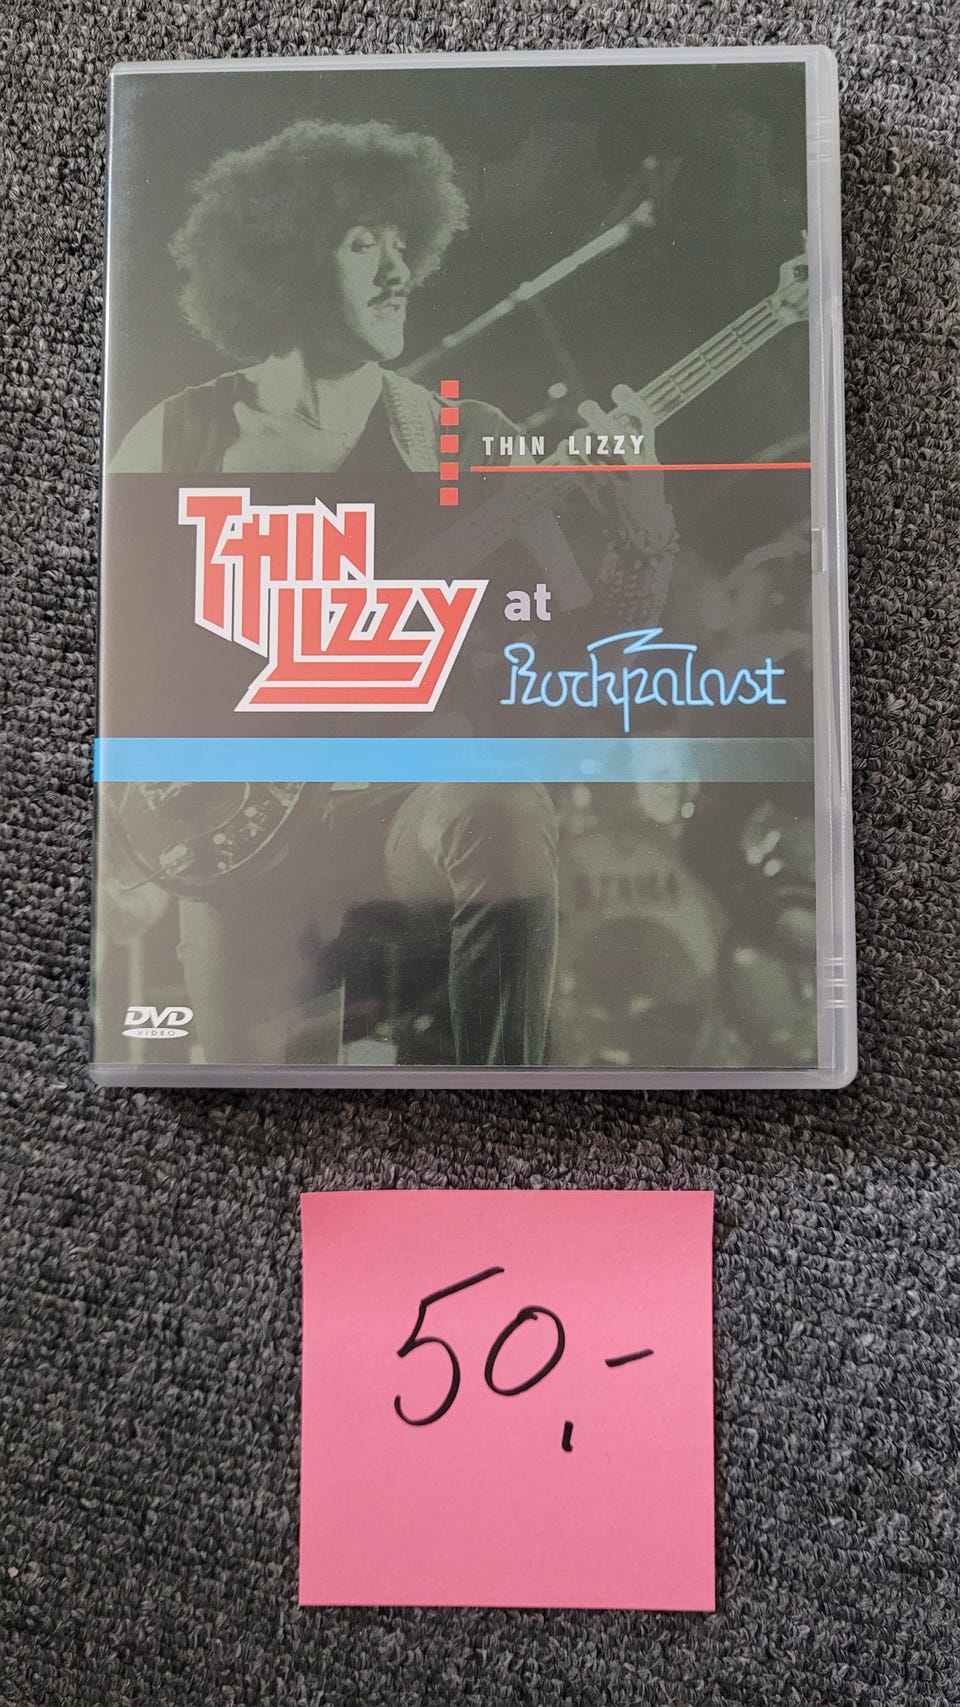 THIN LIZZY
THIN
LIZZY
at
Rockpalast
DVD
VIDEO
50,-